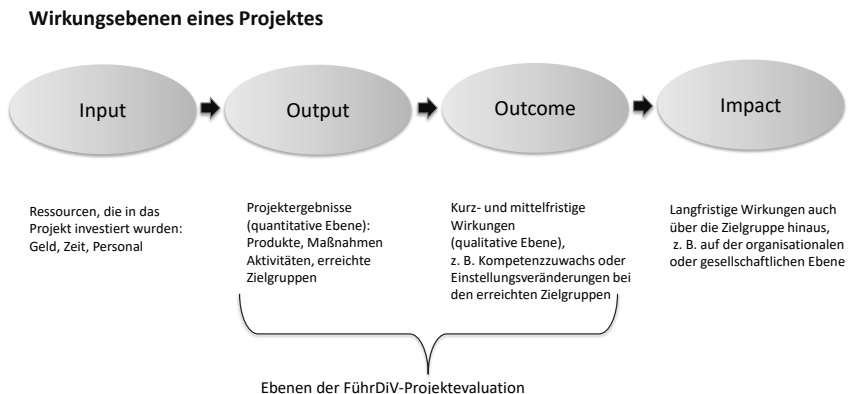 Wirkungsebenen eines Projektes
Input
Output
Outcome
Impact
Ressourcen, die in das
Projekt investiert wurden:
Geld, Zeit, Personal
Projektergebnisse
(quantitative Ebene):
Produkte, Maßnahmen
Aktivitäten, erreichte
Zielgruppen
Kurz- und mittelfristige
Wirkungen
(qualitative Ebene),
z. B. Kompetenzzuwachs oder
Einstellungsveränderungen bei
den erreichten Zielgruppen
Langfristige Wirkungen auch
über die Zielgruppe hinaus,
z. B. auf der organisationalen
oder gesellschaftlichen Ebene
Ebenen der FührDiV-Projektevaluation